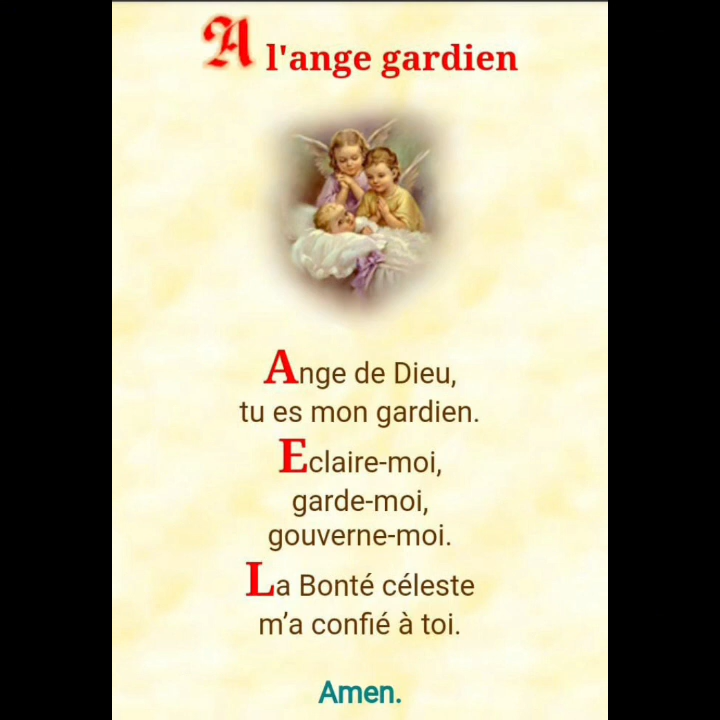 A l'ange gardien
Ange de Dieu,
tu es mon gardien.
Eclaire-moi,
garde-moi,
gouverne-moi.
La Bonté céleste
m’a confié à toi.
Amen.